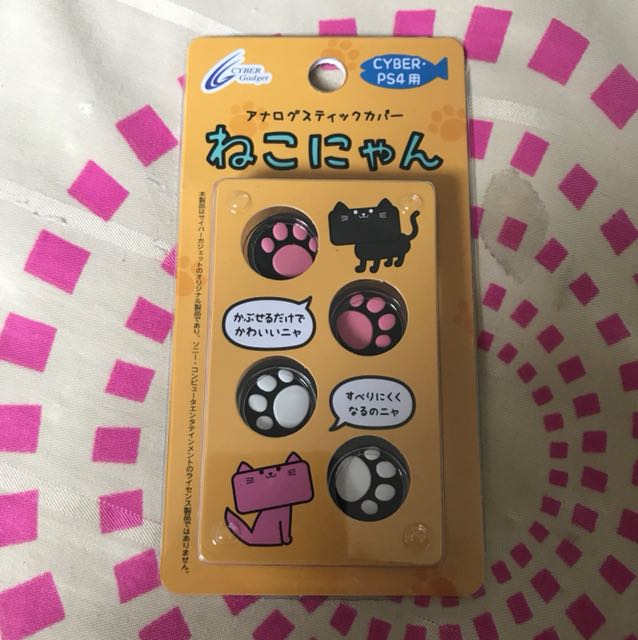 CYBER
Gadget
CYBER・
PS4用
アナログスティックカバー
ねこにゃん
かぶせるだけで
かわいいニャ
すべりにくく
なるのニャ
本製品はサイバーガジェットのオリジナル製品であり、ソニー・コンピュータエンタテインメントのライセンス製品ではありません。